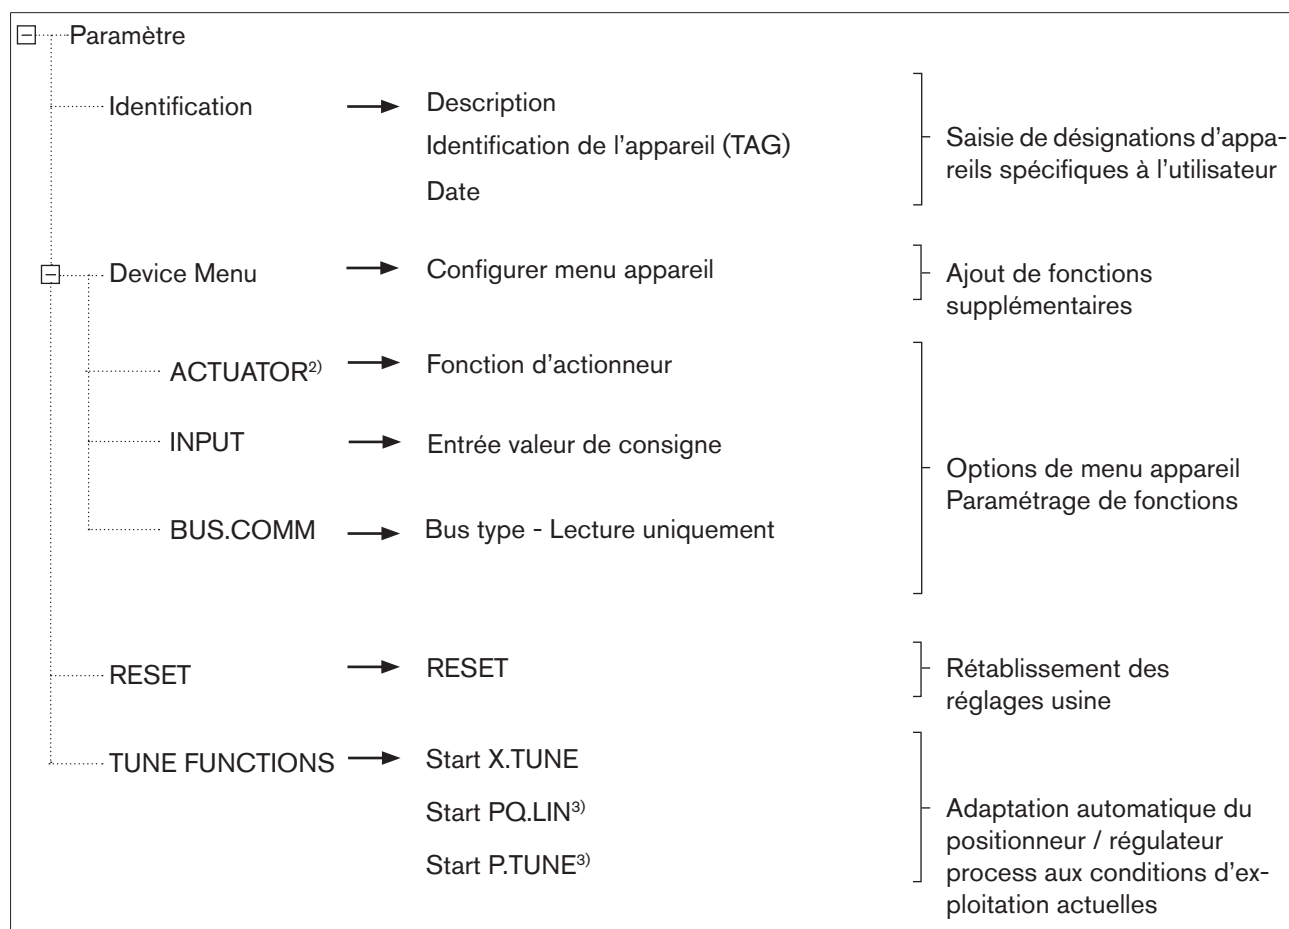 Paramètre
Identification
Description
Identification de l'appareil (TAG)
Date
Saisie de désignations d'appa-
reils spécifiques à l'utilisateur
Device Menu
Configurer menu appareil
Ajout de fonctions
supplémentaires
ACTUATOR2)
Fonction d'actionneur
INPUT
Entrée valeur de consigne
BUS.COMM
Bus type - Lecture uniquement
Options de menu appareil
Paramétrage de fonctions
RESET
RESET
Rétablissement des
réglages usine
TUNE FUNCTIONS
Start X.TUNE
Start PQ.LIN3)
Start P.TUNE3)
Adaptation automatique du
positionneur / régulateur
process aux conditions d'ex-
ploitation actuelles